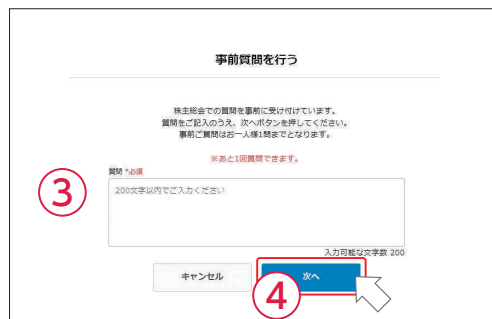 事前質問を行う
株主総会での質問を事前に受け付けています。
質問をご記入のうえ、次へボタンを押してください。
事前ご質問はお一人様1問までとなります。
※あと1回質問できます。
質問 *必須
③
200文字以内でご入力ください
入力可能な文字数 200
キャンセル
次へ
④